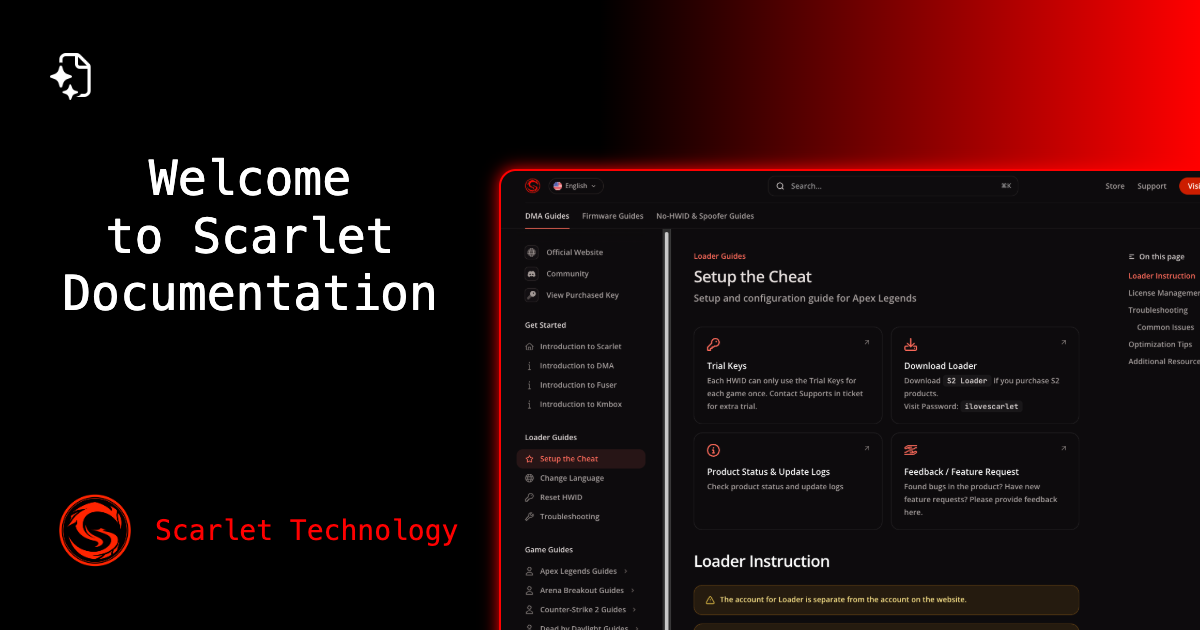 Welcome
to Scarlet
Documentation
Scarlet Technology
English
Search...
⌘K
Store
Support
DMA Guides
Firmware Guides
No-HWID & Spoofer Guides
Official Website
Community
View Purchased Key
Get Started
Introduction to Scarlet
Introduction to DMA
Introduction to Fuser
Introduction to Kmbox
Loader Guides
Setup the Cheat
Change Language
Reset HWID
Troubleshooting
Game Guides
Apex Legends Guides
Arena Breakout Guides
Counter-Strike 2 Guides
Dead by Daylight Guides
Loader Guides
Setup the Cheat
Setup and configuration guide for Apex Legends
Trial Keys
Each HWID can only use the Trial Keys for
each game once. Contact Supports in ticket
for extra trial.
Download Loader
Download S2 Loader if you purchase S2
products.
Visit Password: ilovescarlet
Product Status & Update Logs
Check product status and update logs
Feedback / Feature Request
Found bugs in the product? Have new
feature requests? Please provide feedback
here.
Loader Instruction
The account for Loader is separate from the account on the website.
On this page
Loader Instruction
License Managemen
Troubleshooting
Common Issues
Optimization Tips
Additional Resource